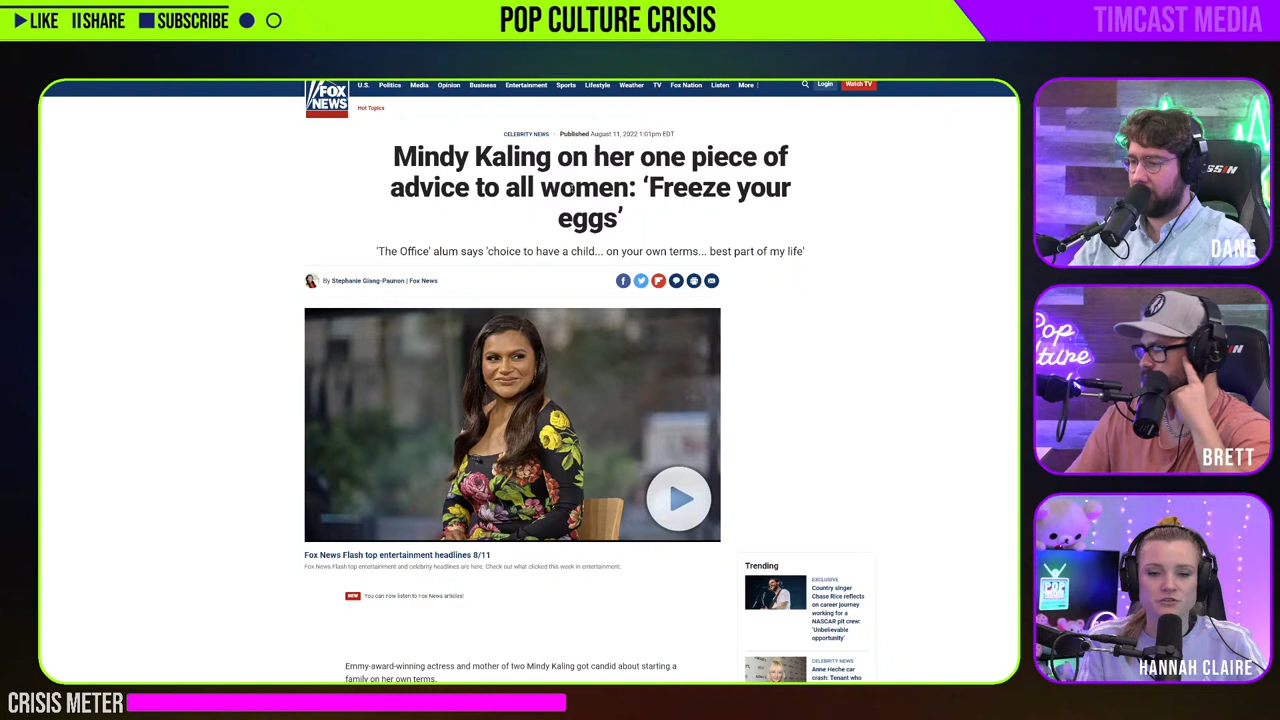 LIKE SHARE SUBSCRIBE
POP CULTURE CRISIS
TIMCAST MEDIA
FOX NEWS
U.S. Politics Media Opinion Business Entertainment Sports Lifestyle Weather TV Fox Nation Listen More Login Watch TV
Hot Topics
CELEBRITY NEWS · Published August 11, 2022 1:01pm EDT
Mindy Kaling on her one piece of
advice to all women: ‘Freeze your
eggs’
'The Office' alum says 'choice to have a child... on your own terms... best part of my life'
By Stephanie Giang-Paunon | Fox News
Fox News Flash top entertainment headlines 8/11
Fox News Flash top entertainment and celebrity headlines are here. Check out what clicked this week in entertainment.
NEW You can now listen to Fox News articles!
Emmy-award-winning actress and mother of two Mindy Kaling got candid about starting a
family on her own terms.
Trending
EXCLUSIVE
Country singer
Chase Rice reflects
on career journey
working for a
NASCAR pit crew:
'Unbelievable
opportunity'
CELEBRITY NEWS
Anne Heche car
crash: Tenant who
DANE
Pop
BRETT
POP
HANNAH CLAIRE
CRISIS METER